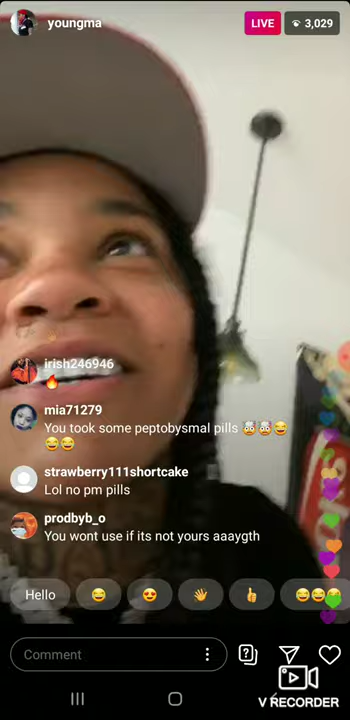 youngma
LIVE
3,029
irish246946
🔥
mia71279
You took some peptobysmal pills 🤯🤯😂
😂😂
strawberry111shortcake
Lol no pm pills
prodbyb_o
You wont use if its not yours aaaygth
Hello 😂 😍 👋 👍 😂😂😂
Comment
V RECORDER